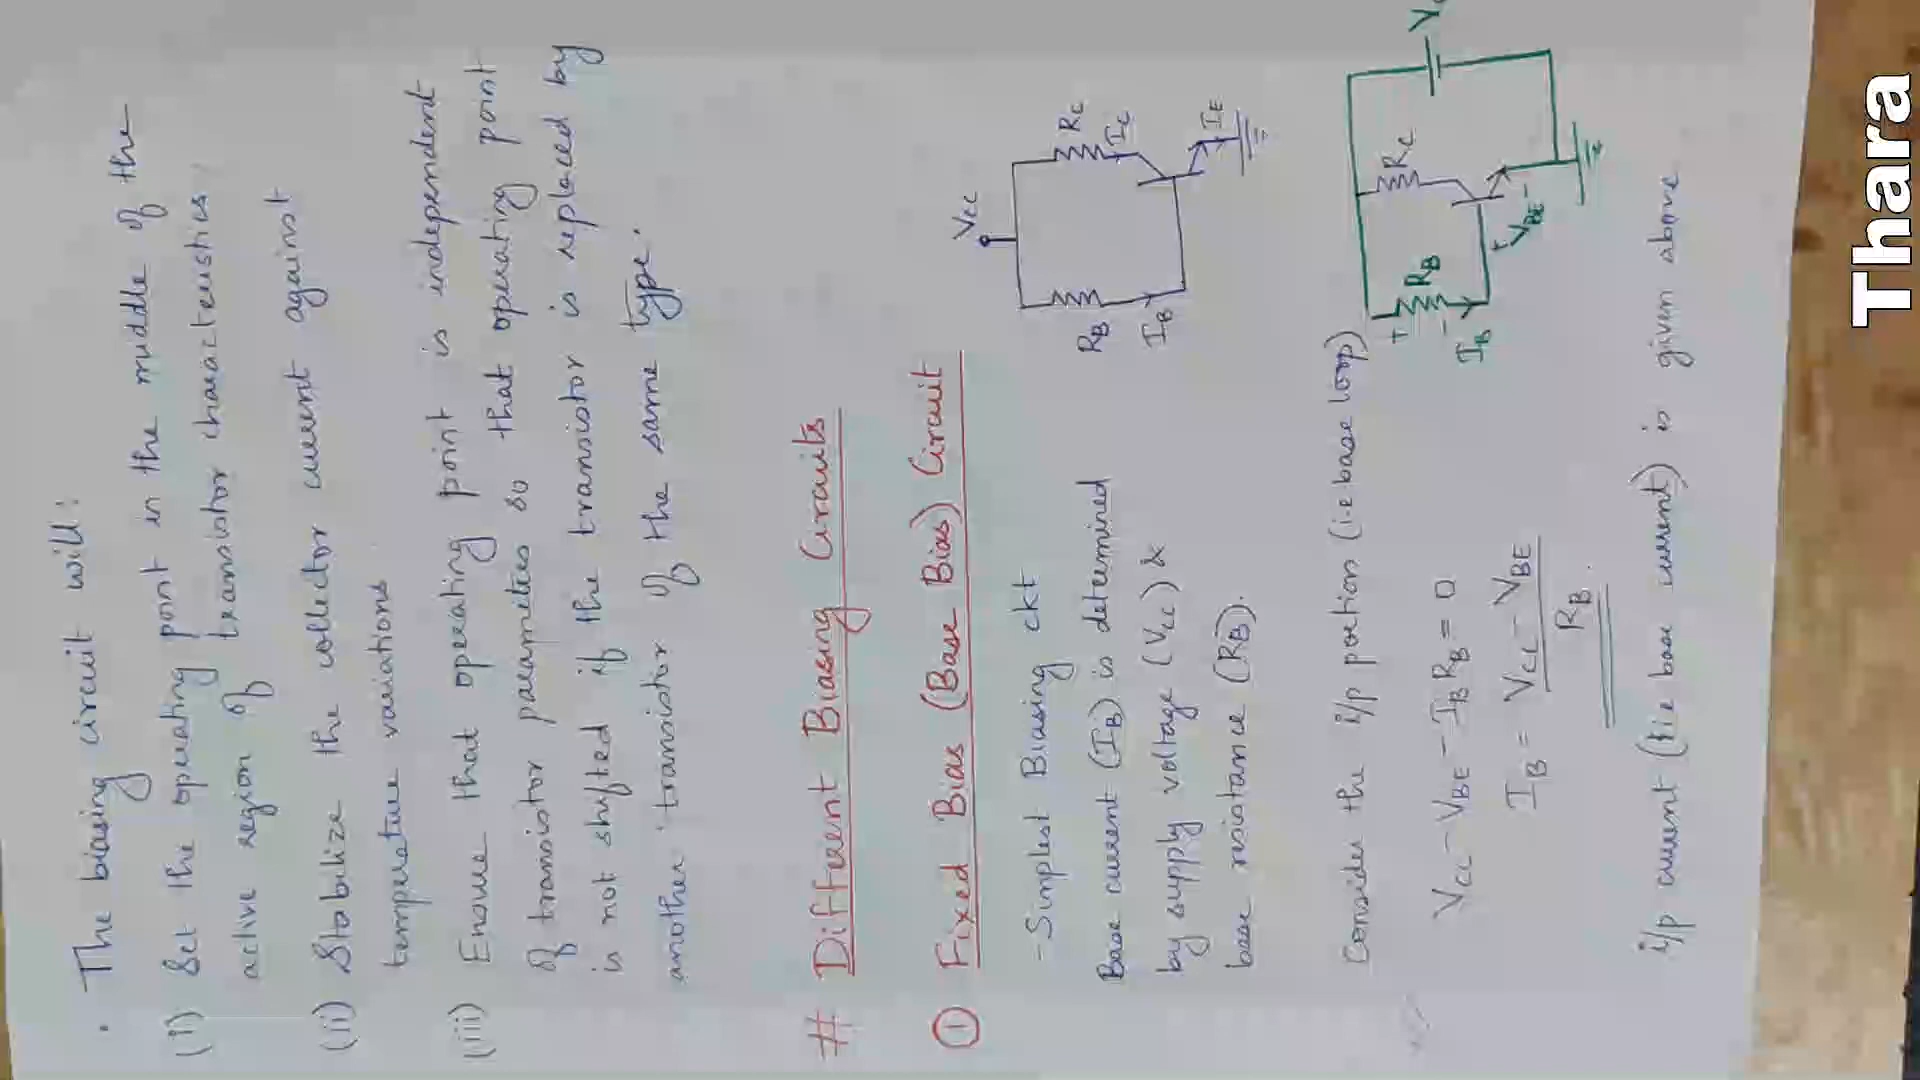 . The biasing circuit will:
(i) Set the operating point in the middle of the
active region of transistor characteristics
(ii) Stabilize the collector current against
temperature variations
(iii) Ensure that operating point is independent
of transistor parameters so that operating point
is not shifted if the transistor is replaced by
another transistor of the same type.
# Different Biasing Circuits
① Fixed Bias (Base Bias) Circuit
- Simplest Biasing ckt
Base current (IB) is determined
by supply voltage (VCC) &
base resistance (RB).
VCC
RB
RC
IB
IC
IE
Consider the i/p portion (i.e base loop)
VCC - VBE - IB RB = 0
IB = VCC - VBE
RB.
+ RB -
RC
IB
+ VBE -
i/p current (i.e base current) is given above
Thara